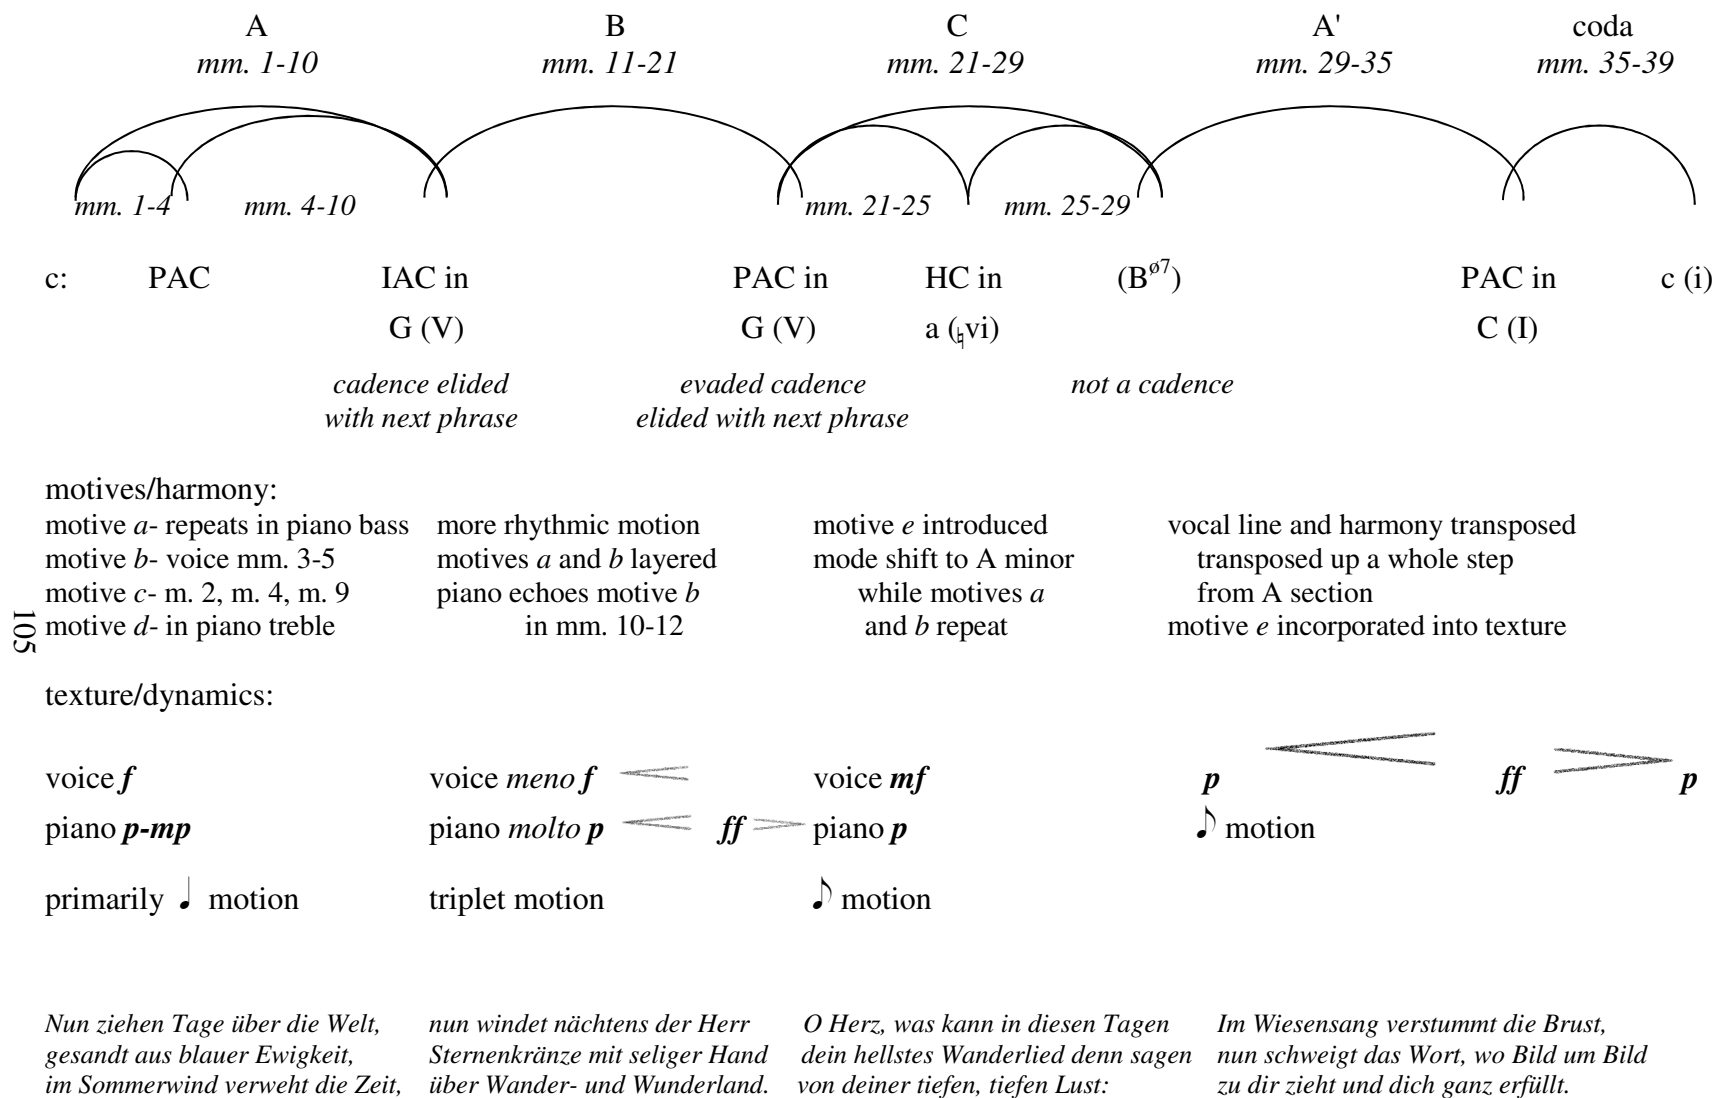 A B C A' coda
mm. 1-10 mm. 11-21 mm. 21-29 mm. 29-35 mm. 35-39
mm. 1-4 mm. 4-10 mm. 21-25 mm. 25-29
c: PAC IAC in PAC in HC in (Bø7) PAC in c (i)
G (V) G (V) a (♮vi) C (I)
cadence elided evaded cadence not a cadence
with next phrase elided with next phrase
motives/harmony:
motive a- repeats in piano bass more rhythmic motion motive e introduced vocal line and harmony transposed
motive b- voice mm. 3-5 motives a and b layered mode shift to A minor transposed up a whole step
motive c- m. 2, m. 4, m. 9 piano echoes motive b while motives a from A section
motive d- in piano treble in mm. 10-12 and b repeat motive e incorporated into texture
105
texture/dynamics:
voice f voice meno f voice mf p ff p
piano p-mp piano molto p ff piano p ♪ motion
primarily ♩ motion triplet motion ♪ motion
Nun ziehen Tage über die Welt, nun windet nächtens der Herr O Herz, was kann in diesen Tagen Im Wiesensang verstummt die Brust,
gesandt aus blauer Ewigkeit, Sternenkränze mit seliger Hand dein hellstes Wanderlied denn sagen nun schweigt das Wort, wo Bild um Bild
im Sommerwind verweht die Zeit, über Wander- und Wunderland. von deiner tiefen, tiefen Lust: zu dir zieht und dich ganz erfüllt.